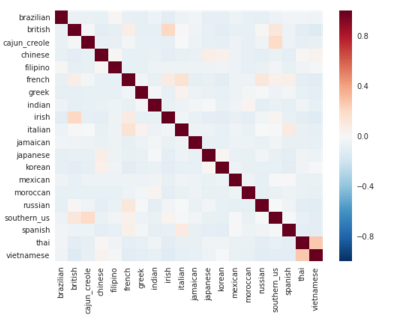 brazilian
british
cajun_creole
chinese
filipino
french
greek
indian
irish
italian
jamaican
japanese
korean
mexican
moroccan
russian
southern_us
spanish
thai
vietnamese
brazilian
british
cajun_creole
chinese
filipino
french
greek
indian
irish
italian
jamaican
japanese
korean
mexican
moroccan
russian
southern_us
spanish
thai
vietnamese
0.8
0.4
0.0
−0.4
−0.8